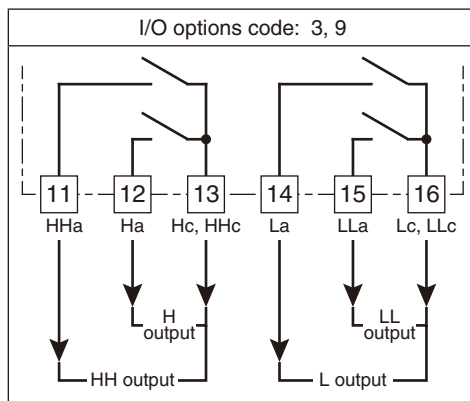 I/O options code: 3, 9
11 12 13 14 15 16
HHa Ha Hc, HHc La LLa Lc, LLc
H output
LL output
HH output
L output